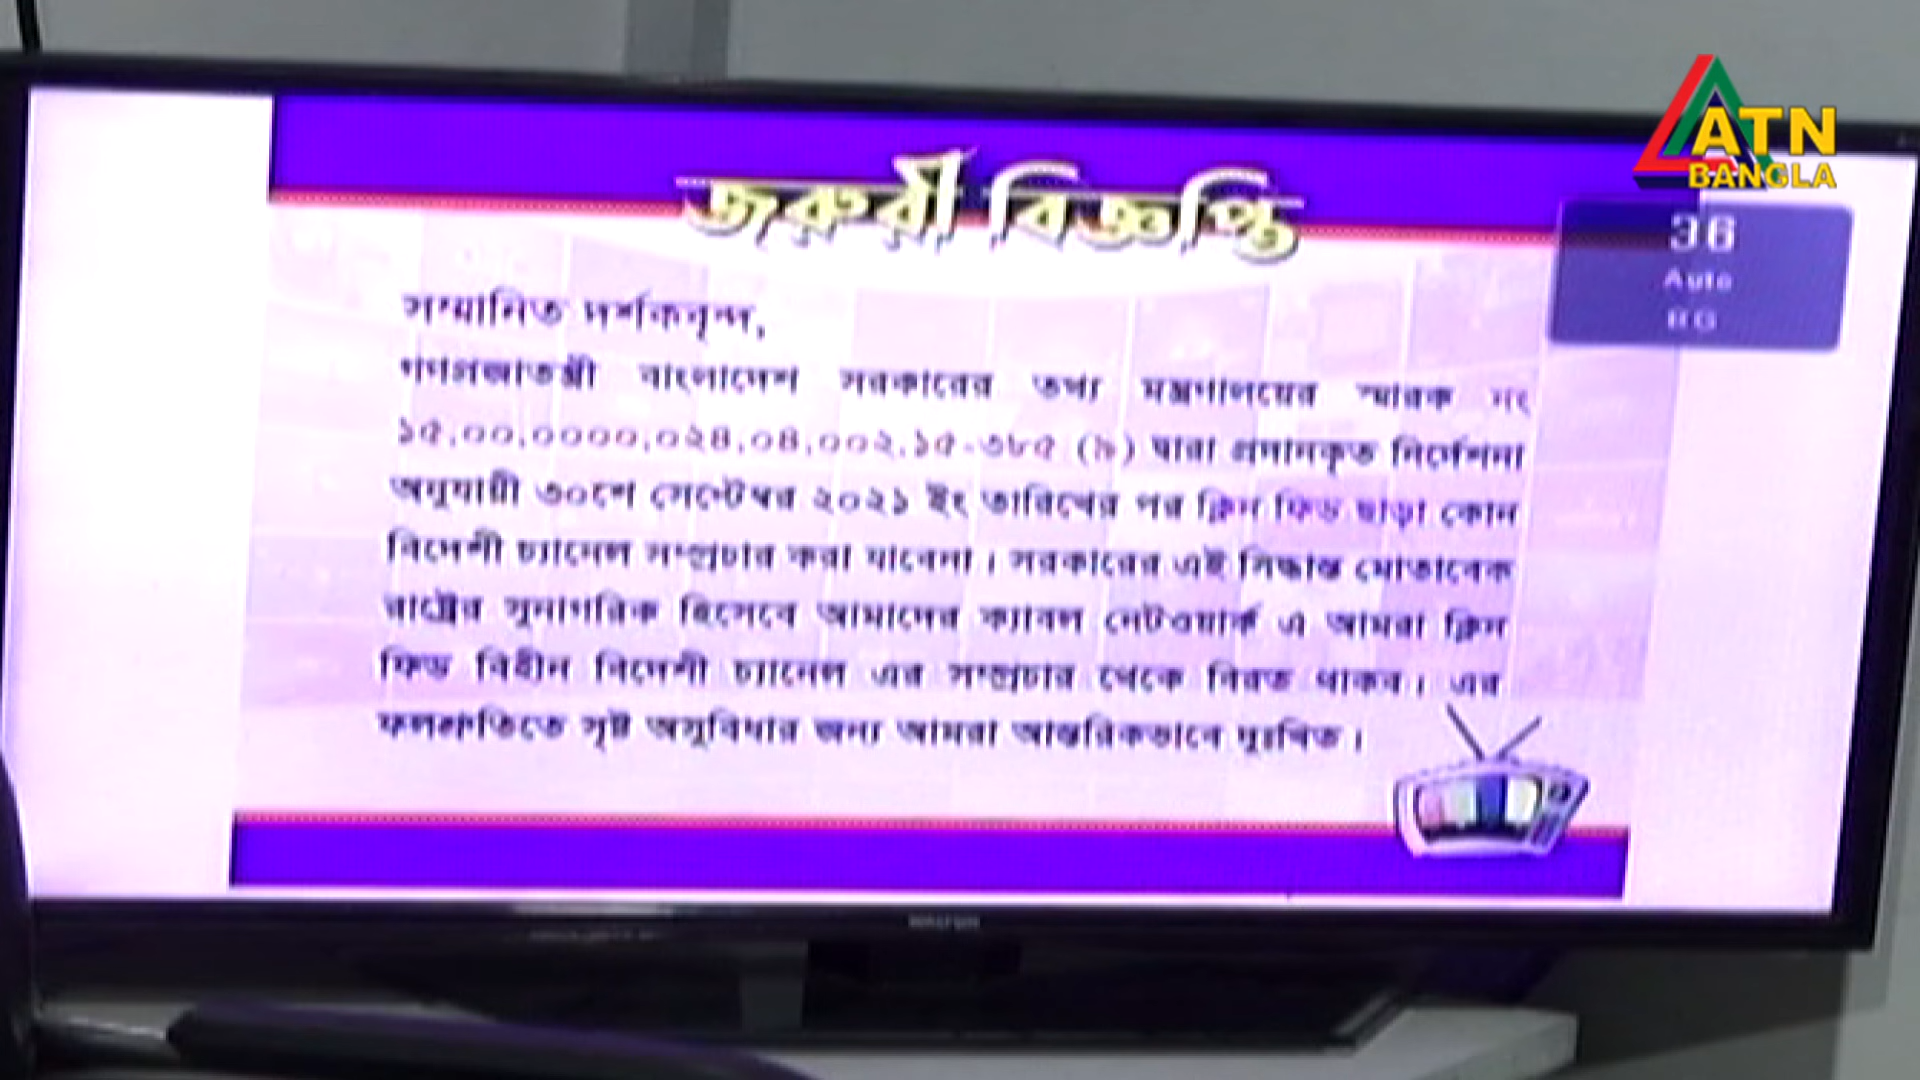 ATN
BANGLA
জরুরী বিজ্ঞপ্তি
36
Auto
BG
সম্মানিত দর্শকবৃন্দ,
গণপ্রজাতন্ত্রী বাংলাদেশ সরকারের তথ্য মন্ত্রণালয়ের স্মারক নং
১৫.০০.০০০০.০২৪.০৪.০০২.১৫-৩৮৫ (৯) দ্বারা প্রদানকৃত নির্দেশনা
অনুযায়ী ৩০শে সেপ্টেম্বর ২০২১ ইং তারিখের পর ক্লিন ফিড ছাড়া কোন
বিদেশী চ্যানেল সম্প্রচার করা যাবেনা। সরকারের এই সিদ্ধান্ত মোতাবেক
রাষ্ট্রের সুনাগরিক হিসেবে আমাদের ক্যাবল নেটওয়ার্ক এ আমরা ক্লিন
ফিড বিহীন বিদেশী চ্যানেল এর সম্প্রচার থেকে বিরত থাকব। এর
ফলশ্রুতিতে সৃষ্ট অসুবিধার জন্য আমরা আন্তরিকভাবে দুঃখিত।